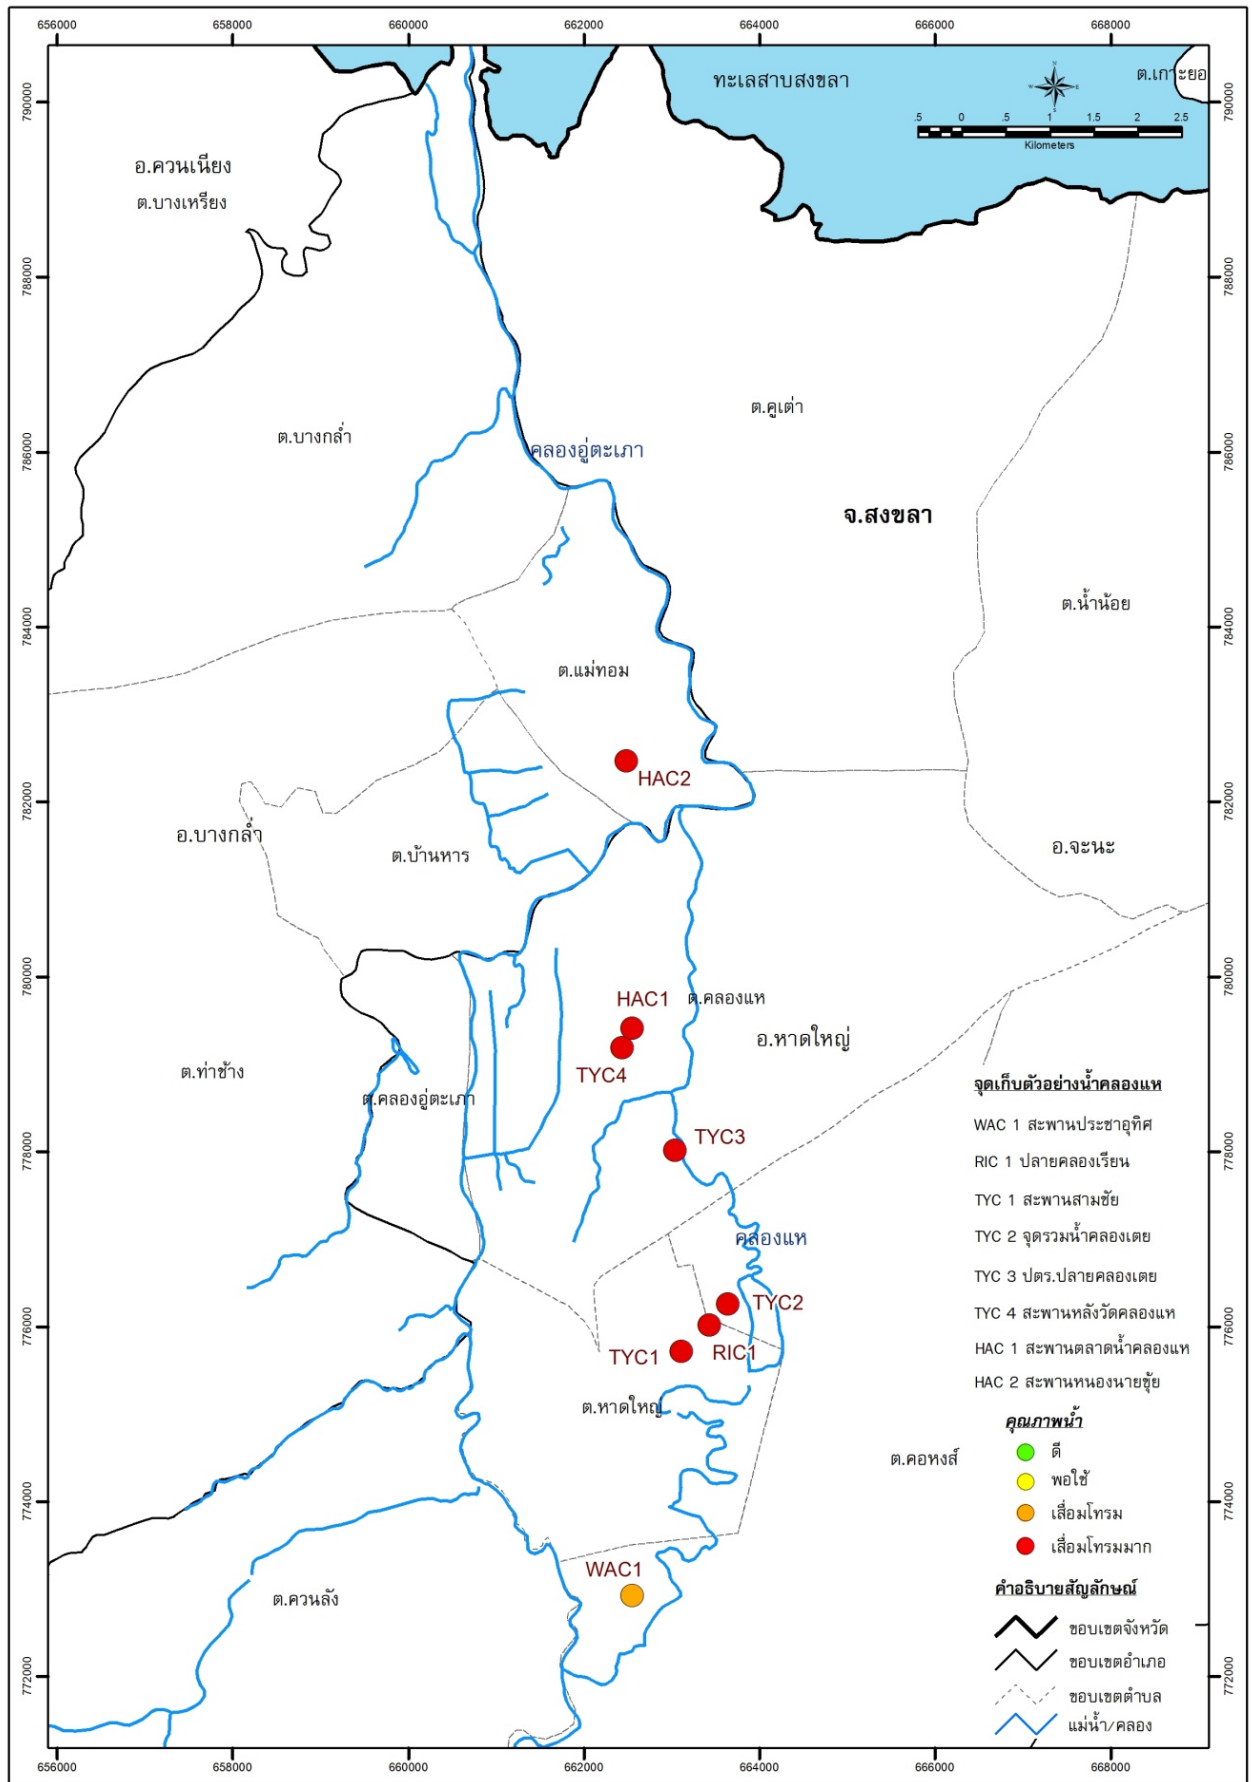 656000 658000 660000 662000 664000 666000 668000
790000 790000
788000 788000
786000 786000
784000 784000
782000 782000
780000 780000
778000 778000
776000 776000
774000 774000
772000 772000
656000 658000 660000 662000 664000 666000 668000
ทะเลสาบสงขลา
ต.เกาะยอ
N
.5 0 .5 1 1.5 2 2.5
Kilometers
อ.ควนเนียง
ต.บางเหรียง
ต.คูเต่า
ต.บางกล่ำ
คลองอู่ตะเภา
จ.สงขลา
ต.น้ำน้อย
ต.แม่ทอม
HAC2
อ.บางกล่ำ
ต.บ้านหาร
อ.จะนะ
HAC1
ต.คลองแห
อ.หาดใหญ่
TYC4
ต.ท่าช้าง
ต.คลองอู่ตะเภา
TYC3
คลองแห
TYC2
RIC1
TYC1
ต.หาดใหญ่
ต.คอหงส์
WAC1
ต.ควนลัง
จุดเก็บตัวอย่างน้ำคลองแห
WAC 1 สะพานประชาอุทิศ
RIC 1 ปลายคลองเรียน
TYC 1 สะพานสามชัย
TYC 2 จุดรวมน้ำคลองเตย
TYC 3 ปตร.ปลายคลองเตย
TYC 4 สะพานหลังวัดคลองแห
HAC 1 สะพานตลาดน้ำคลองแห
HAC 2 สะพานหนองนายขุ้ย
คุณภาพน้ำ
ดี
พอใช้
เสื่อมโทรม
เสื่อมโทรมมาก
คำอธิบายสัญลักษณ์
ขอบเขตจังหวัด
ขอบเขตอำเภอ
ขอบเขตตำบล
แม่น้ำ/คลอง